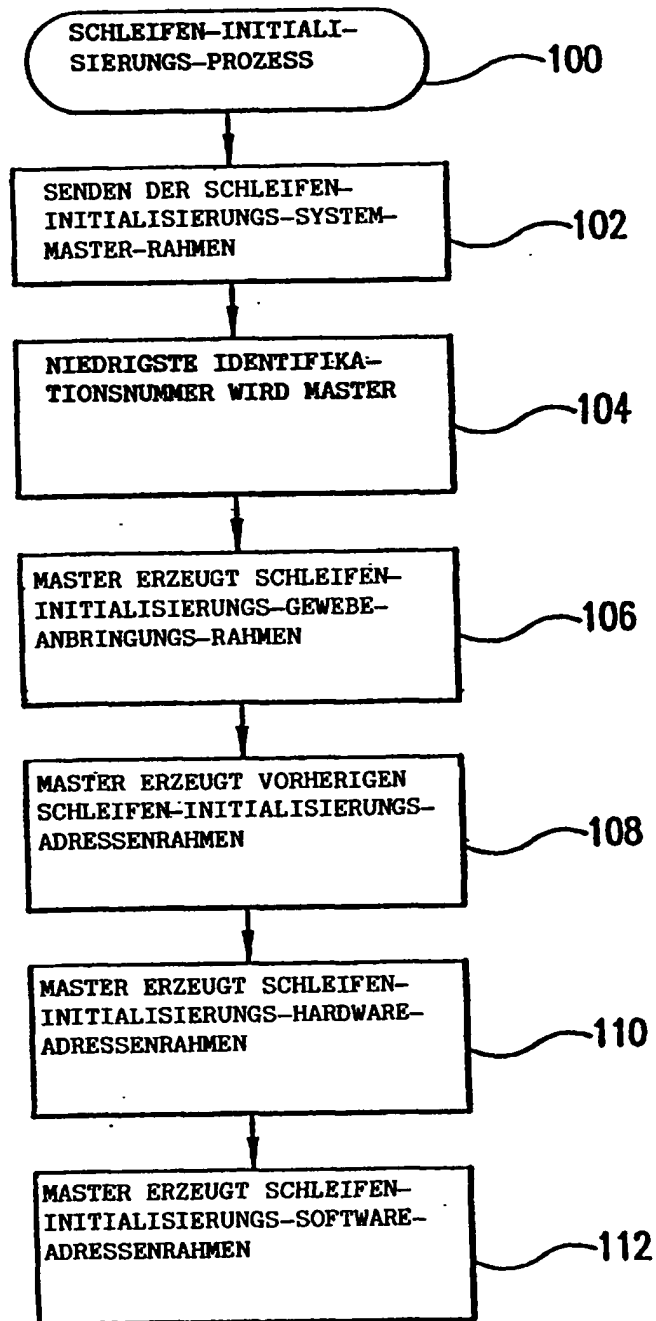 SCHLEIFEN-INITIALI-
SIERUNGS-PROZESS
100
SENDEN DER SCHLEIFEN-
INITIALISIERUNGS-SYSTEM-
MASTER-RAHMEN
102
NIEDRIGSTE IDENTIFIKA-
TIONSNUMMER WIRD MASTER
104
MASTER ERZEUGT SCHLEIFEN-
INITIALISIERUNGS-GEWEBE-
ANBRINGUNGS-RAHMEN
106
MASTER ERZEUGT VORHERIGEN
SCHLEIFEN-INITIALISIERUNGS-
ADRESSENRAHMEN
108
MASTER ERZEUGT SCHLEIFEN-
INITIALISIERUNGS-HARDWARE-
ADRESSENRAHMEN
110
MASTER ERZEUGT SCHLEIFEN-
INITIALISIERUNGS-SOFTWARE-
ADRESSENRAHMEN
112